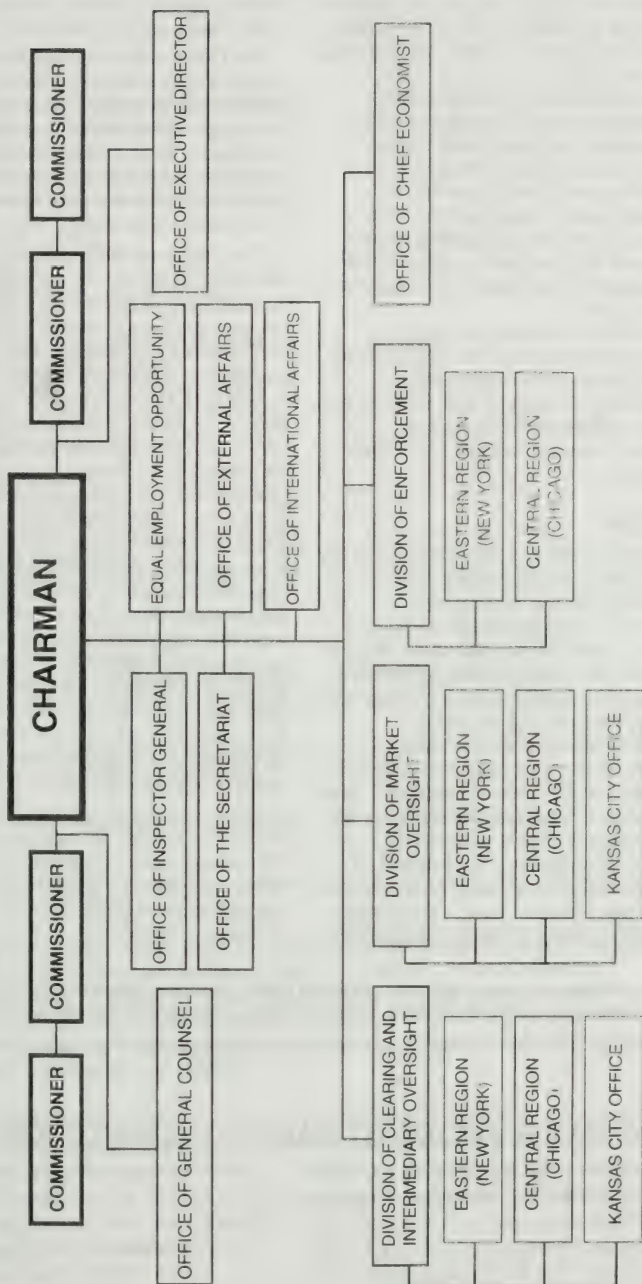 COMMISSIONER
COMMISSIONER
CHAIRMAN
COMMISSIONER
COMMISSIONER
OFFICE OF GENERAL COUNSEL
OFFICE OF INSPECTOR GENERAL
EQUAL EMPLOYMENT OPPORTUNITY
OFFICE OF EXECUTIVE DIRECTOR
OFFICE OF THE SECRETARIAT
OFFICE OF EXTERNAL AFFAIRS
OFFICE OF INTERNATIONAL AFFAIRS
DIVISION OF CLEARING AND
INTERMEDIARY OVERSIGHT
EASTERN REGION
(NEW YORK)
CENTRAL REGION
(CHICAGO)
KANSAS CITY OFFICE
DIVISION OF MARKET
OVERSIGHT
EASTERN REGION
(NEW YORK)
CENTRAL REGION
(CHICAGO)
KANSAS CITY OFFICE
DIVISION OF ENFORCEMENT
EASTERN REGION
(NEW YORK)
CENTRAL REGION
(CHICAGO)
OFFICE OF CHIEF ECONOMIST